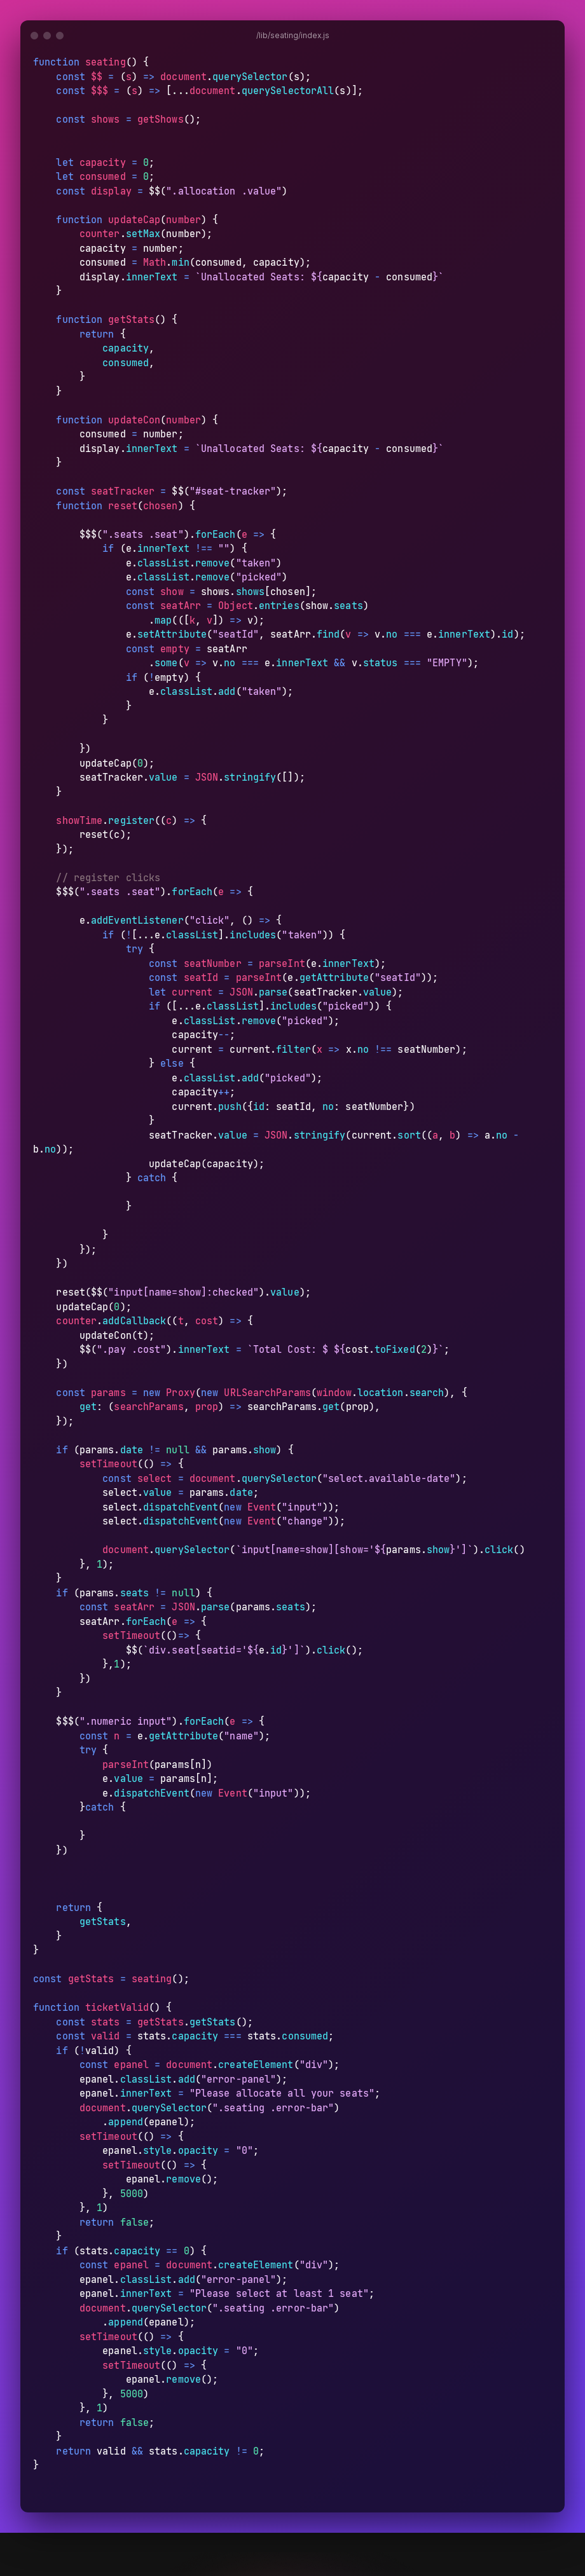 /lib/seating/index.js
function seating() {
    const $$ = (s) => document.querySelector(s);
    const $$$ = (s) => [...document.querySelectorAll(s)];

    const shows = getShows();


    let capacity = 0;
    let consumed = 0;
    const display = $$(".allocation .value")

    function updateCap(number) {
        counter.setMax(number);
        capacity = number;
        consumed = Math.min(consumed, capacity);
        display.innerText = `Unallocated Seats: ${capacity - consumed}`
    }

    function getStats() {
        return {
            capacity,
            consumed,
        }
    }

    function updateCon(number) {
        consumed = number;
        display.innerText = `Unallocated Seats: ${capacity - consumed}`
    }

    const seatTracker = $$("#seat-tracker");
    function reset(chosen) {

        $$$(".seats .seat").forEach(e => {
            if (e.innerText !== "") {
                e.classList.remove("taken")
                e.classList.remove("picked")
                const show = shows.shows[chosen];
                const seatArr = Object.entries(show.seats)
                    .map(([k, v]) => v);
                e.setAttribute("seatId", seatArr.find(v => v.no === e.innerText).id);
                const empty = seatArr
                    .some(v => v.no === e.innerText && v.status === "EMPTY");
                if (!empty) {
                    e.classList.add("taken");
                }
            }

        })
        updateCap(0);
        seatTracker.value = JSON.stringify([]);
    }

    showTime.register((c) => {
        reset(c);
    });

    // register clicks
    $$$(".seats .seat").forEach(e => {

        e.addEventListener("click", () => {
            if (![...e.classList].includes("taken")) {
                try {
                    const seatNumber = parseInt(e.innerText);
                    const seatId = parseInt(e.getAttribute("seatId"));
                    let current = JSON.parse(seatTracker.value);
                    if ([...e.classList].includes("picked")) {
                        e.classList.remove("picked");
                        capacity--;
                        current = current.filter(x => x.no !== seatNumber);
                    } else {
                        e.classList.add("picked");
                        capacity++;
                        current.push({id: seatId, no: seatNumber})
                    }
                    seatTracker.value = JSON.stringify(current.sort((a, b) => a.no -
b.no));
                    updateCap(capacity);
                } catch {

                }

            }
        });
    })

    reset($$("input[name=show]:checked").value);
    updateCap(0);
    counter.addCallback((t, cost) => {
        updateCon(t);
        $$(".pay .cost").innerText = `Total Cost: $ ${cost.toFixed(2)}`;
    })

    const params = new Proxy(new URLSearchParams(window.location.search), {
        get: (searchParams, prop) => searchParams.get(prop),
    });

    if (params.date != null && params.show) {
        setTimeout(() => {
            const select = document.querySelector("select.available-date");
            select.value = params.date;
            select.dispatchEvent(new Event("input"));
            select.dispatchEvent(new Event("change"));

            document.querySelector(`input[name=show][show='${params.show}']`).click()
        }, 1);
    }
    if (params.seats != null) {
        const seatArr = JSON.parse(params.seats);
        seatArr.forEach(e => {
            setTimeout(()=> {
                $$(`div.seat[seatid='${e.id}']`).click();
            },1);
        })
    }

    $$$(".numeric input").forEach(e => {
        const n = e.getAttribute("name");
        try {
            parseInt(params[n])
            e.value = params[n];
            e.dispatchEvent(new Event("input"));
        }catch {

        }
    })



    return {
        getStats,
    }
}

const getStats = seating();

function ticketValid() {
    const stats = getStats.getStats();
    const valid = stats.capacity === stats.consumed;
    if (!valid) {
        const epanel = document.createElement("div");
        epanel.classList.add("error-panel");
        epanel.innerText = "Please allocate all your seats";
        document.querySelector(".seating .error-bar")
            .append(epanel);
        setTimeout(() => {
            epanel.style.opacity = "0";
            setTimeout(() => {
                epanel.remove();
            }, 5000)
        }, 1)
        return false;
    }
    if (stats.capacity == 0) {
        const epanel = document.createElement("div");
        epanel.classList.add("error-panel");
        epanel.innerText = "Please select at least 1 seat";
        document.querySelector(".seating .error-bar")
            .append(epanel);
        setTimeout(() => {
            epanel.style.opacity = "0";
            setTimeout(() => {
                epanel.remove();
            }, 5000)
        }, 1)
        return false;
    }
    return valid && stats.capacity != 0;
}